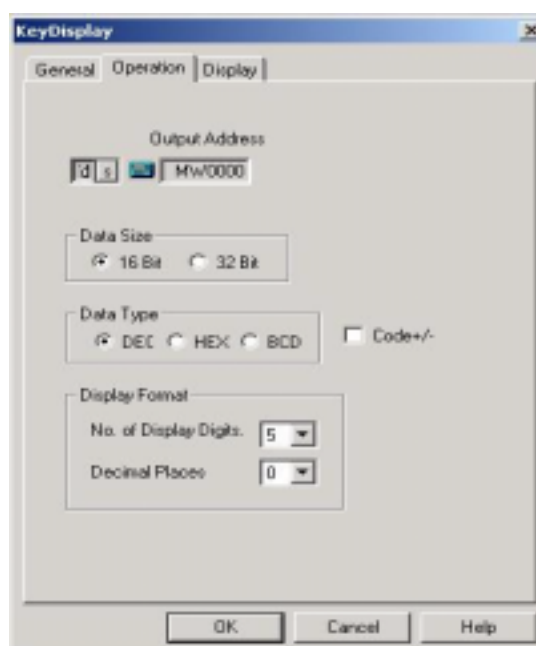 KeyDisplay
General Operation Display
Output Address
d s MW0000
Data Size
16 Bit 32 Bit
Data Type
DEC HEX BCD Code+/-
Display Format
No. of Display Digits. 5
Decimal Places 0
OK Cancel Help